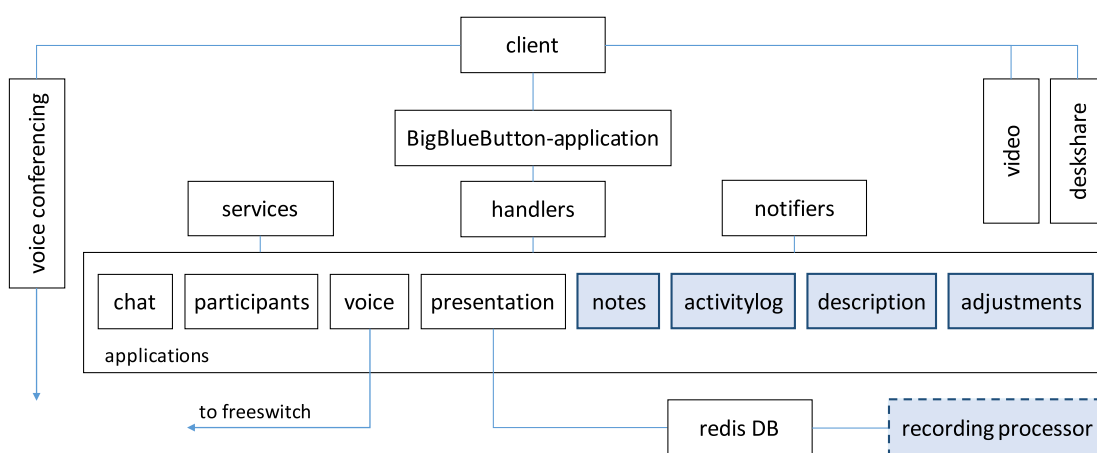 client
voice conferencing
BigBlueButton-application
video
deskshare
services
handlers
notifiers
chat
participants
voice
presentation
notes
activitylog
description
adjustments
applications
to freeswitch
redis DB
recording processor